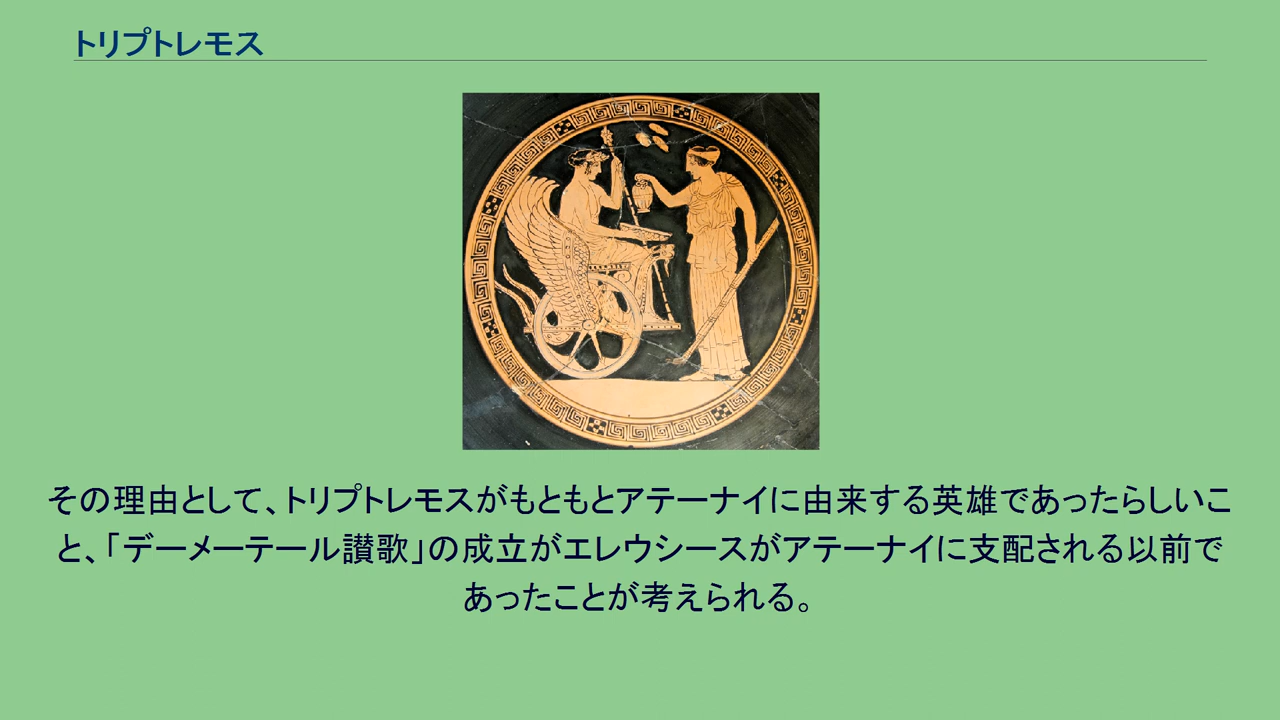 トリプトレモス
その理由として、トリプトレモスがもともとアテーナイに由来する英雄であったらしいこ
と、「デーメーテール讃歌」の成立がエレウシースがアテーナイに支配される以前で
あったことが考えられる。